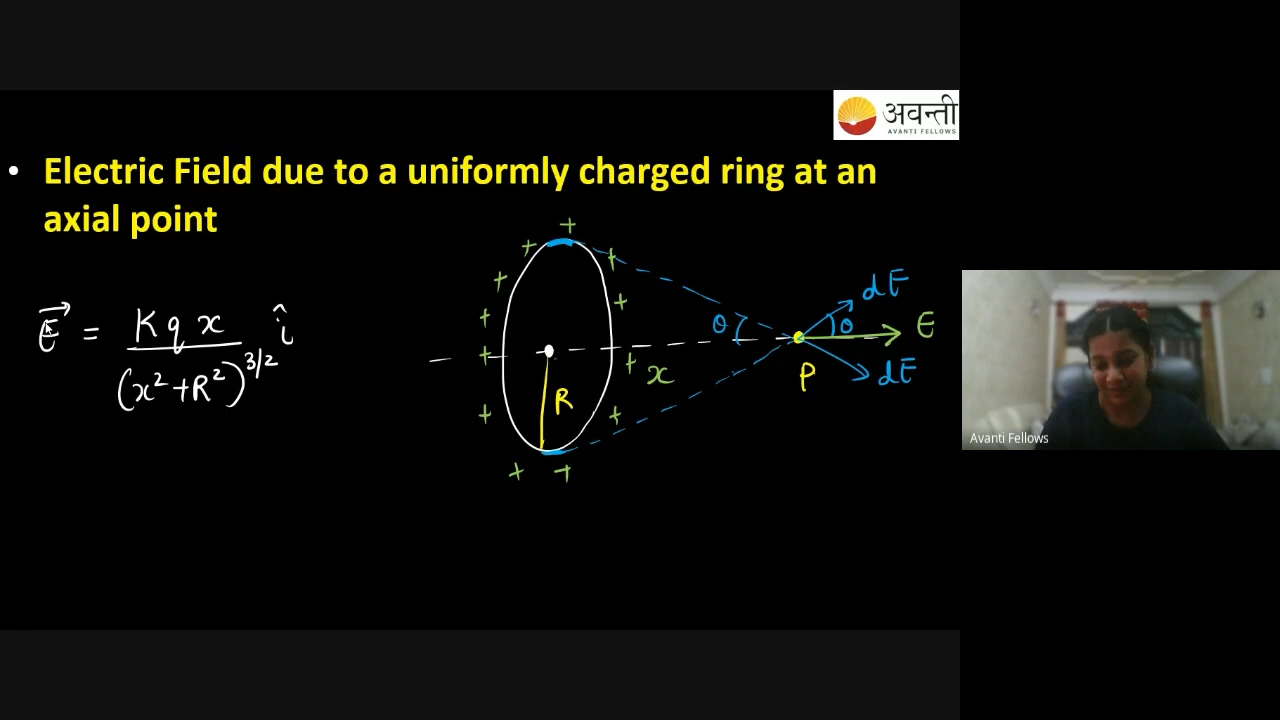 अवन्ती
AVANTI FELLOWS
• Electric Field due to a uniformly charged ring at an
axial point
E⃗ = K q x / (x² + R²)^3/2 î
R
x
θ
θ
P
dE
E
dE
Avanti Fellows